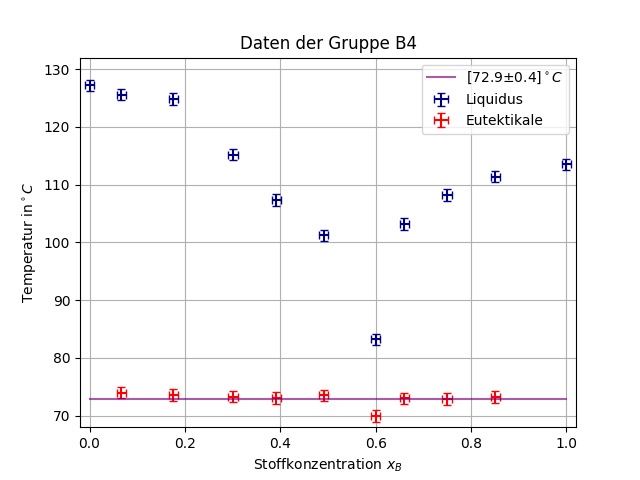 Daten der Gruppe B4
130
120
110
100
90
80
70
Temperatur in °C
[72.9±0.4]°C
Liquidus
Eutektikale
0.0 0.2 0.4 0.6 0.8 1.0
Stoffkonzentration x_B